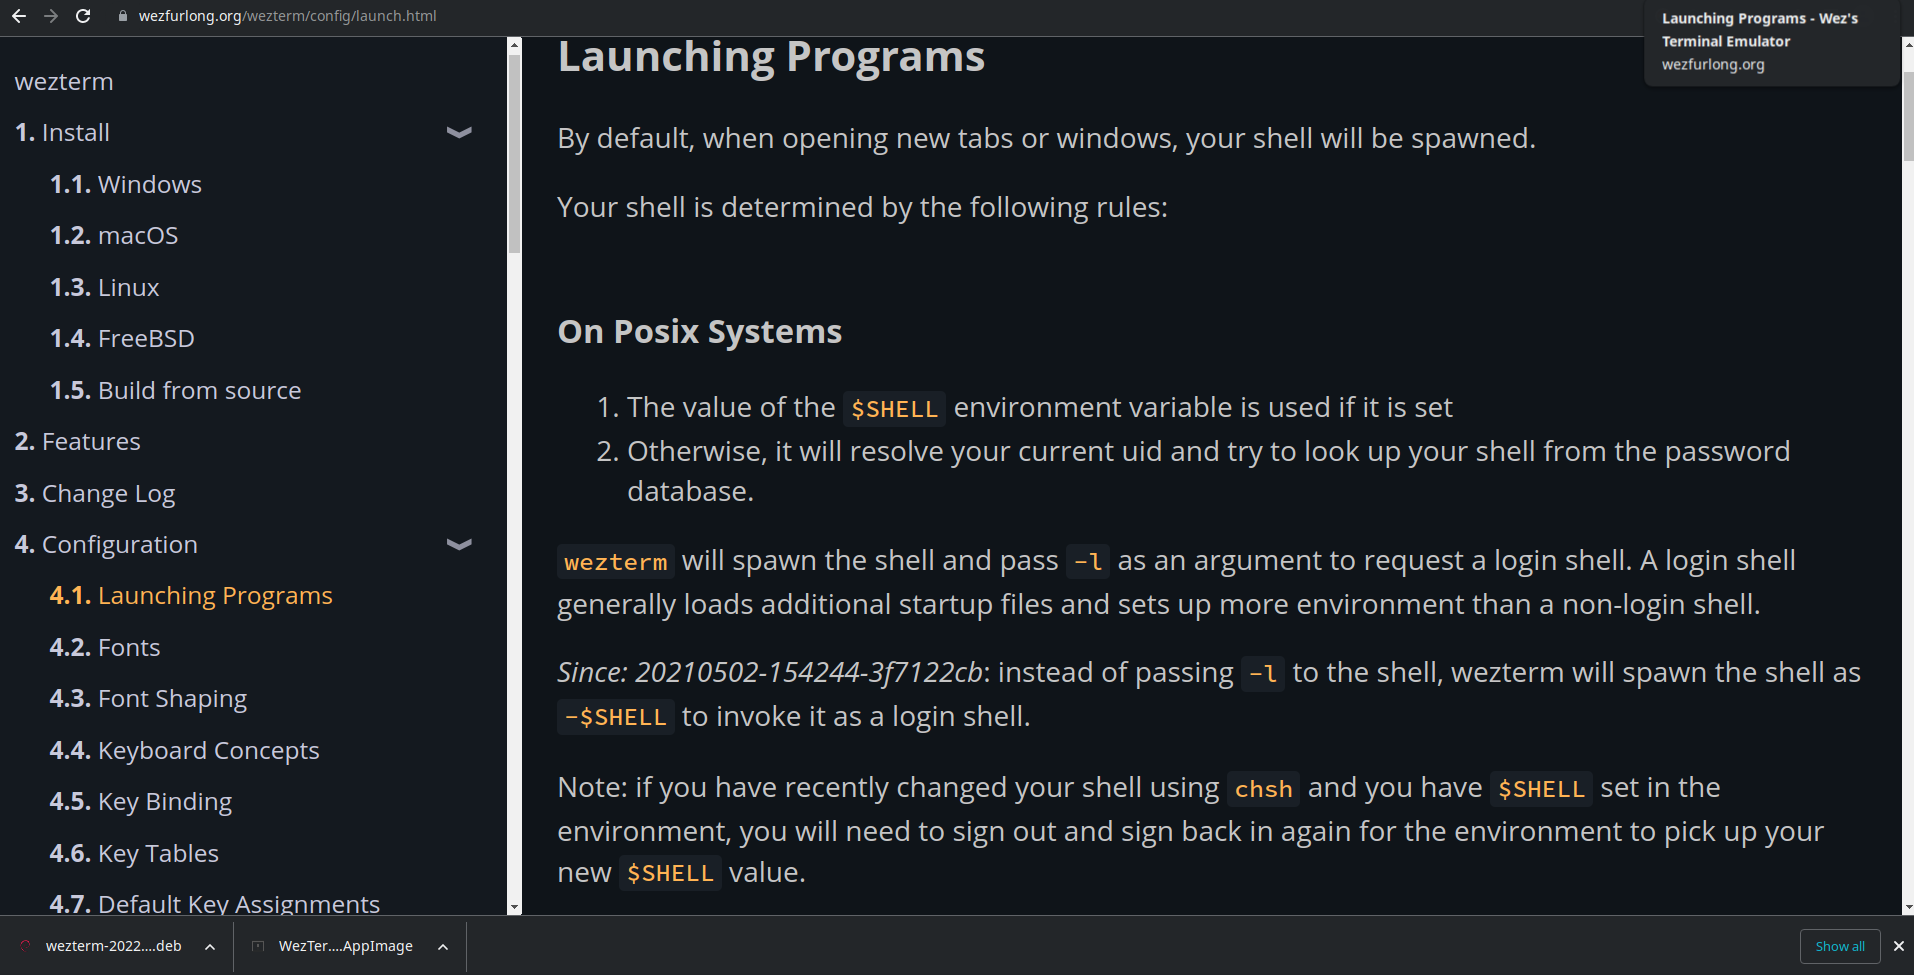 wezfurlong.org/wezterm/config/launch.html
Launching Programs - Wez's
Terminal Emulator
wezfurlong.org
wezterm
1. Install
1.1. Windows
1.2. macOS
1.3. Linux
1.4. FreeBSD
1.5. Build from source
2. Features
3. Change Log
4. Configuration
4.1. Launching Programs
4.2. Fonts
4.3. Font Shaping
4.4. Keyboard Concepts
4.5. Key Binding
4.6. Key Tables
4.7. Default Key Assignments
Launching Programs
By default, when opening new tabs or windows, your shell will be spawned.
Your shell is determined by the following rules:
On Posix Systems
1. The value of the $SHELL environment variable is used if it is set
2. Otherwise, it will resolve your current uid and try to look up your shell from the password
database.
wezterm will spawn the shell and pass -l as an argument to request a login shell. A login shell
generally loads additional startup files and sets up more environment than a non-login shell.
Since: 20210502-154244-3f7122cb: instead of passing -l to the shell, wezterm will spawn the shell as
-$SHELL to invoke it as a login shell.
Note: if you have recently changed your shell using chsh and you have $SHELL set in the
environment, you will need to sign out and sign back in again for the environment to pick up your
new $SHELL value.
wezterm-2022....deb
WezTer....AppImage
Show all